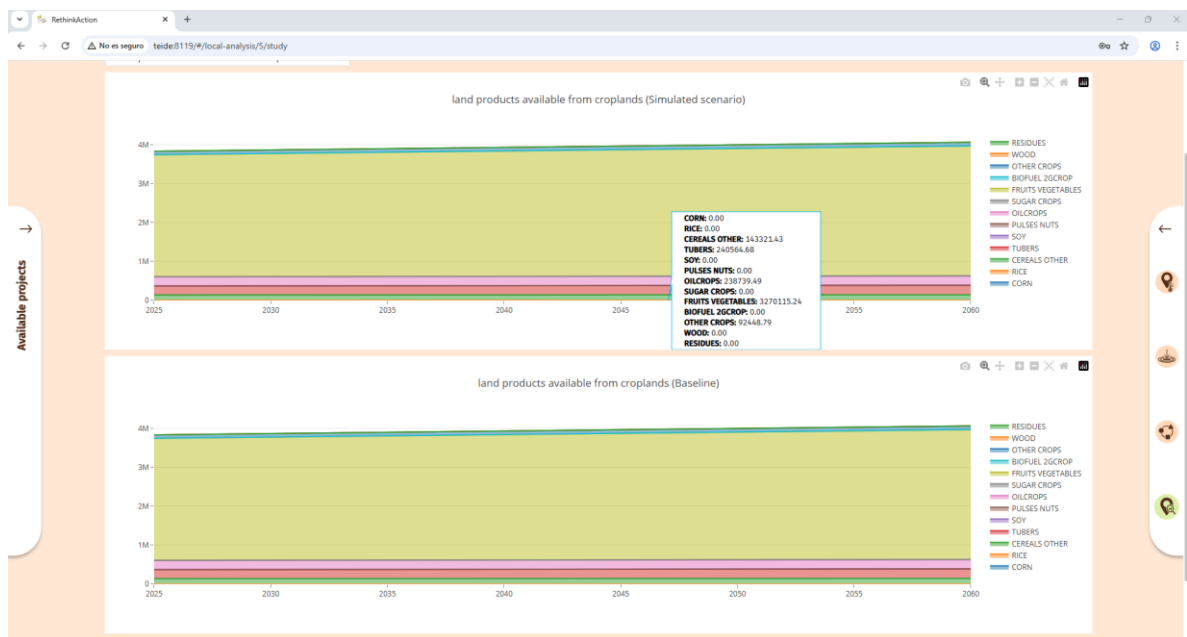 RethinkAction
No es seguro teide:8119/#/local-analysis/5/study
Available projects
land products available from croplands (Simulated scenario)
4M
3M
2M
1M
0
2025 2030 2035 2040 2045 2055 2060
RESIDUES
WOOD
OTHER CROPS
BIOFUEL 2GCROP
FRUITS VEGETABLES
SUGAR CROPS
OILCROPS
PULSES NUTS
SOY
TUBERS
CEREALS OTHER
RICE
CORN
CORN: 0.00
RICE: 0.00
CEREALS OTHER: 143321.43
TUBERS: 240564.68
SOY: 0.00
PULSES NUTS: 0.00
OILCROPS: 238739.49
SUGAR CROPS: 0.00
FRUITS VEGETABLES: 3270115.24
BIOFUEL 2GCROP: 0.00
OTHER CROPS: 92448.79
WOOD: 0.00
RESIDUES: 0.00
land products available from croplands (Baseline)
4M
3M
2M
1M
0
2025 2030 2035 2040 2045 2050 2055 2060
RESIDUES
WOOD
OTHER CROPS
BIOFUEL 2GCROP
FRUITS VEGETABLES
SUGAR CROPS
OILCROPS
PULSES NUTS
SOY
TUBERS
CEREALS OTHER
RICE
CORN